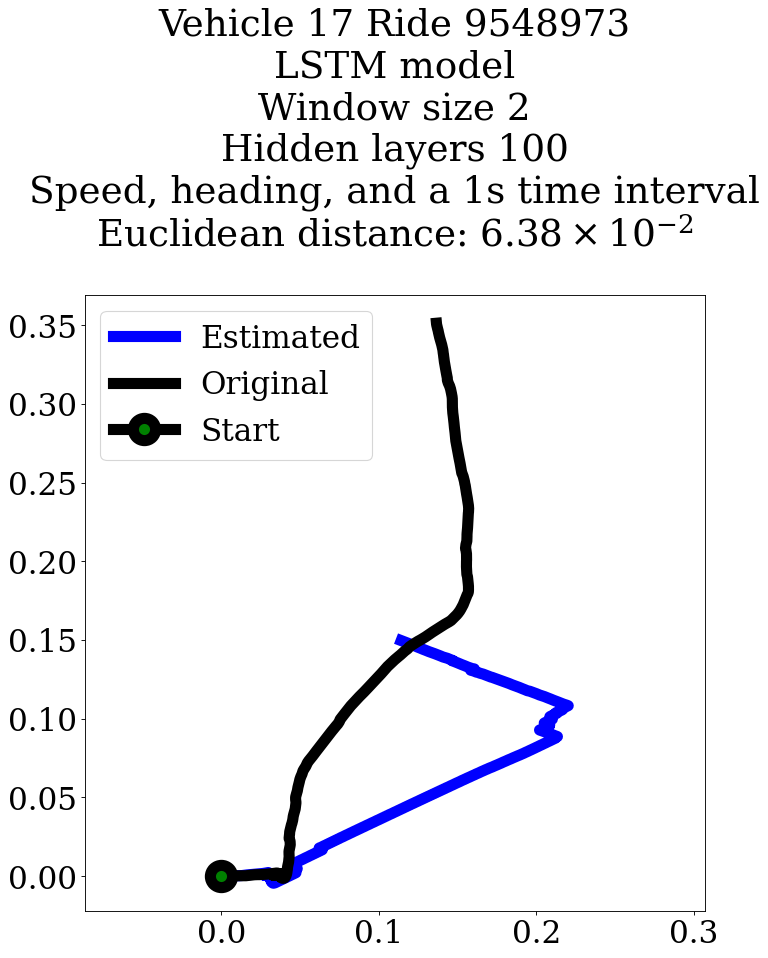 Vehicle 17 Ride 9548973
LSTM model
Window size 2
Hidden layers 100
Speed, heading, and a 1s time interval
Euclidean distance: 6.38 × 10⁻²
Estimated
Original
Start
0.35
0.30
0.25
0.20
0.15
0.10
0.05
0.00
0.0 0.1 0.2 0.3